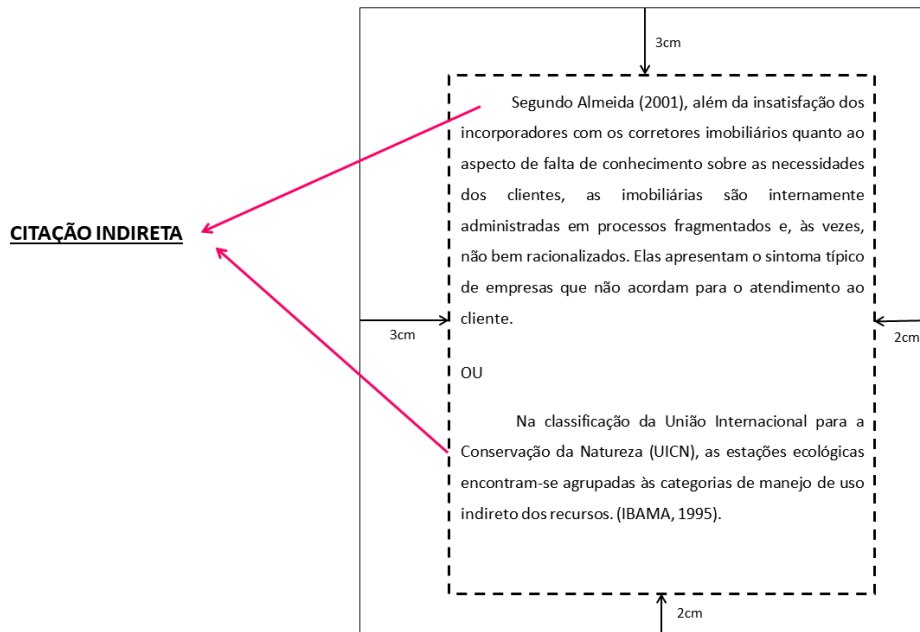 3cm
Segundo Almeida (2001), além da insatisfação dos
incorporadores com os corretores imobiliários quanto ao
aspecto de falta de conhecimento sobre as necessidades
dos clientes, as imobiliárias são internamente
administradas em processos fragmentados e, às vezes,
não bem racionalizados. Elas apresentam o sintoma típico
de empresas que não acordam para o atendimento ao
cliente.
CITAÇÃO INDIRETA
3cm
2cm
OU
Na classificação da União Internacional para a
Conservação da Natureza (UICN), as estações ecológicas
encontram-se agrupadas às categorias de manejo de uso
indireto dos recursos. (IBAMA, 1995).
2cm